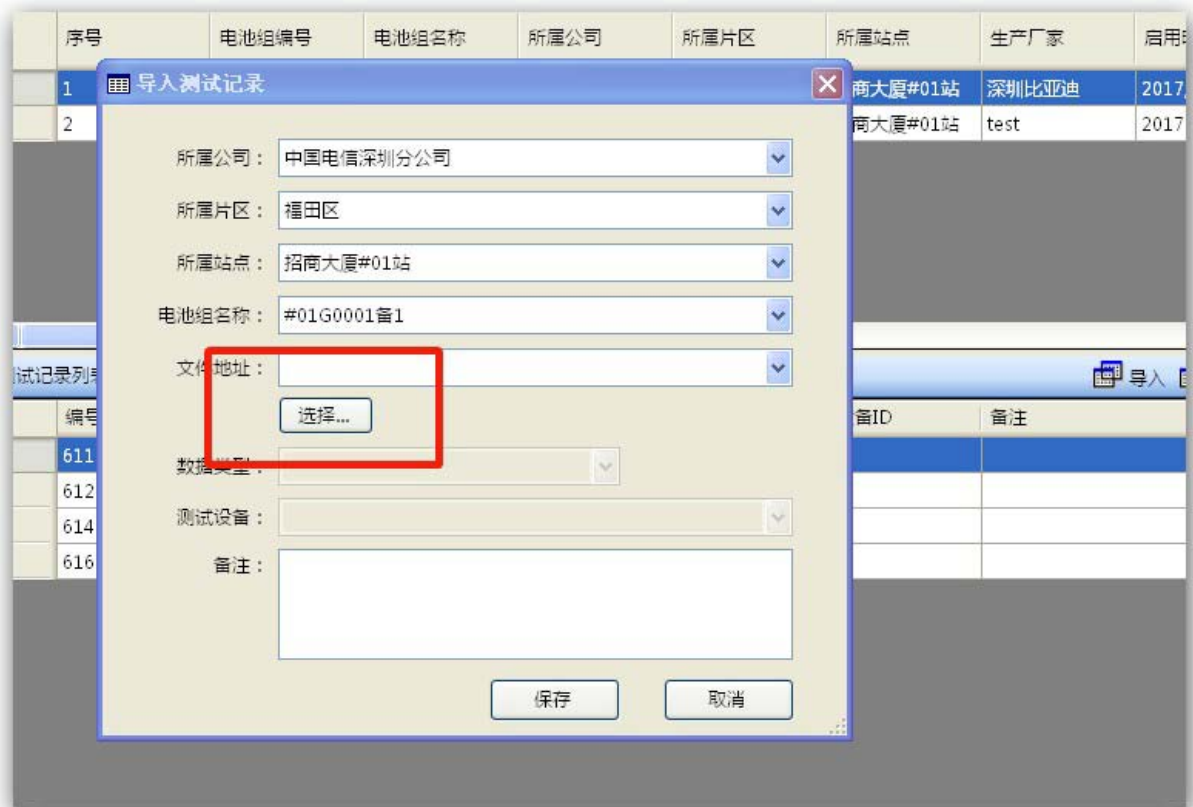 序号 电池组编号 电池组名称 所属公司 所属片区 所属站点 生产厂家 启用
1 商大厦#01站 深圳比亚迪 2017
2 商大厦#01站 test 2017
导入测试记录
所属公司： 中国电信深圳分公司
所属片区： 福田区
所属站点： 招商大厦#01站
电池组名称： #01G0001备1
文件地址：
选择...
数据类型：
测试设备：
备注：
保存 取消
试记录列表 导入
编号 备ID 备注
611
612
614
616